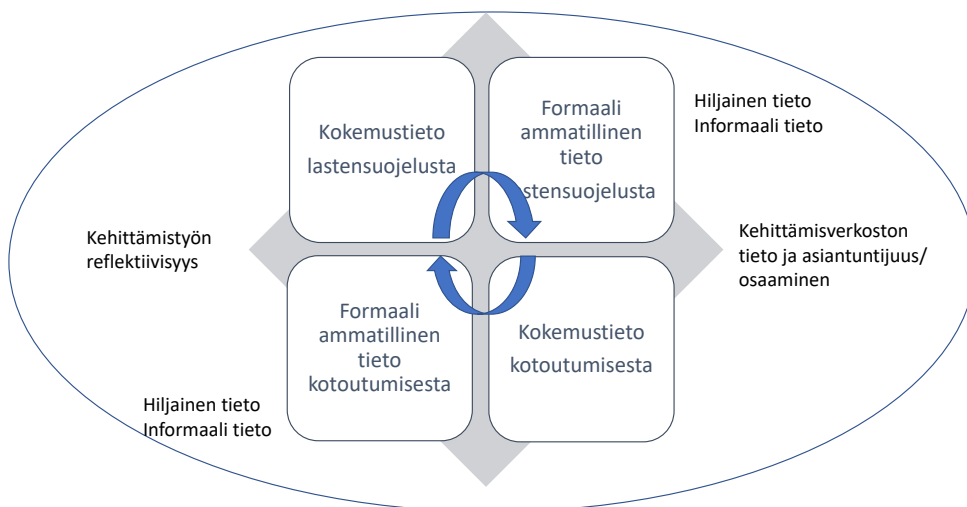 Kokemustieto
lastensuojelusta
Formaali
ammatillinen
tieto
stensuojelusta
Hiljainen tieto
Informaali tieto
Kehittämistyön
reflektiivisyys
Kehittämisverkoston
tieto ja asiantuntijuus/
osaaminen
Formaali
ammatillinen
tieto
kotoutumisesta
Kokemustieto
kotoutumisesta
Hiljainen tieto
Informaali tieto